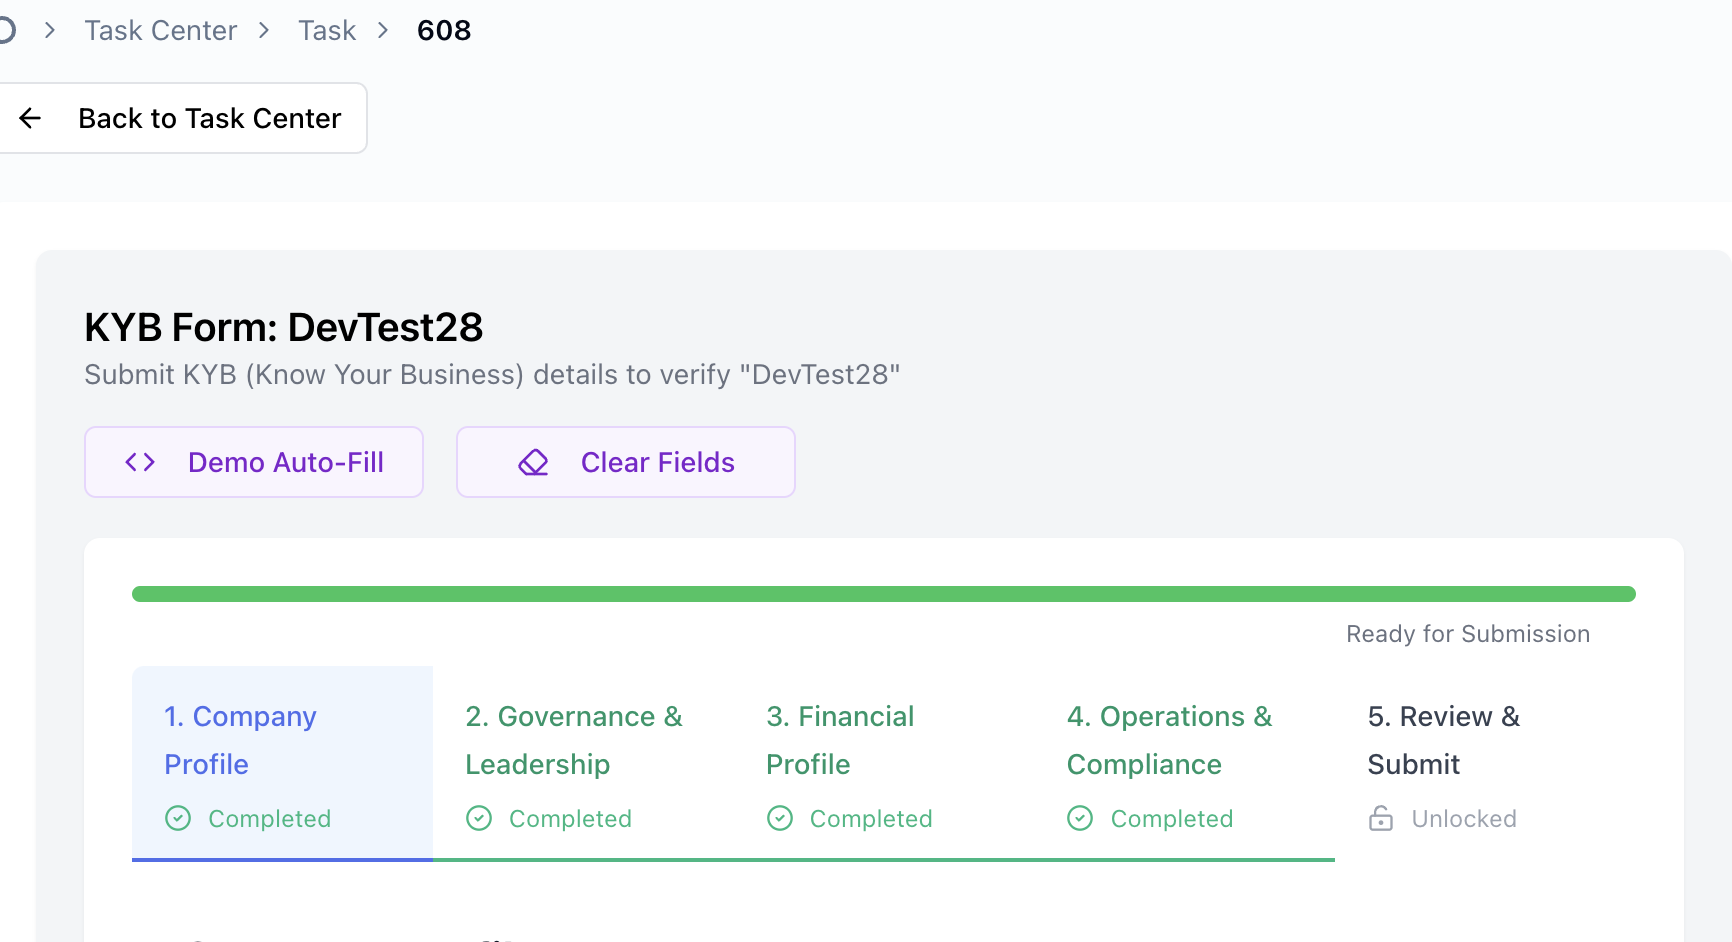 Task Center > Task > 608
Back to Task Center
KYB Form: DevTest28
Submit KYB (Know Your Business) details to verify "DevTest28"
Demo Auto-Fill
Clear Fields
Ready for Submission
1. Company
Profile
Completed
2. Governance &
Leadership
Completed
3. Financial
Profile
Completed
4. Operations &
Compliance
Completed
5. Review &
Submit
Unlocked